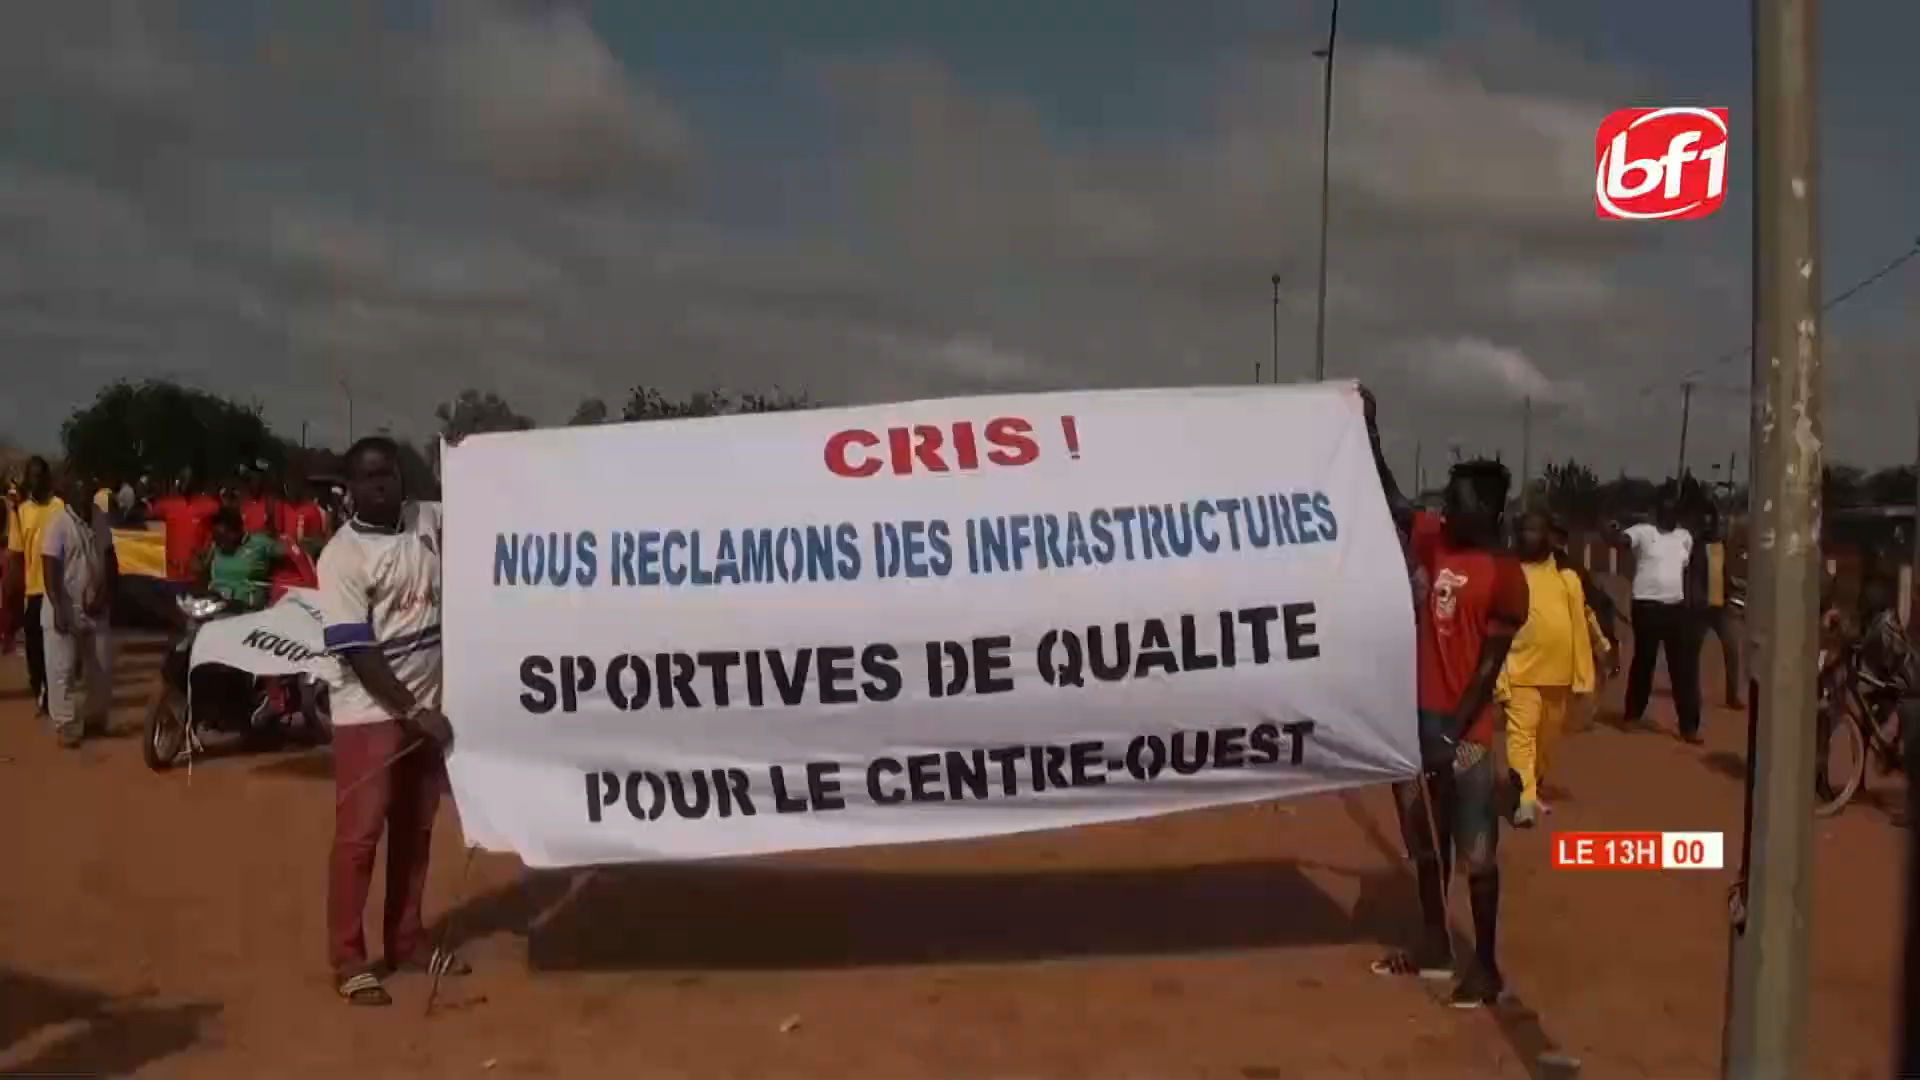 bf1
CRIS !
NOUS RECLAMONS DES INFRASTRUCTURES
SPORTIVES DE QUALITE
POUR LE CENTRE-OUEST
LE 13H 00